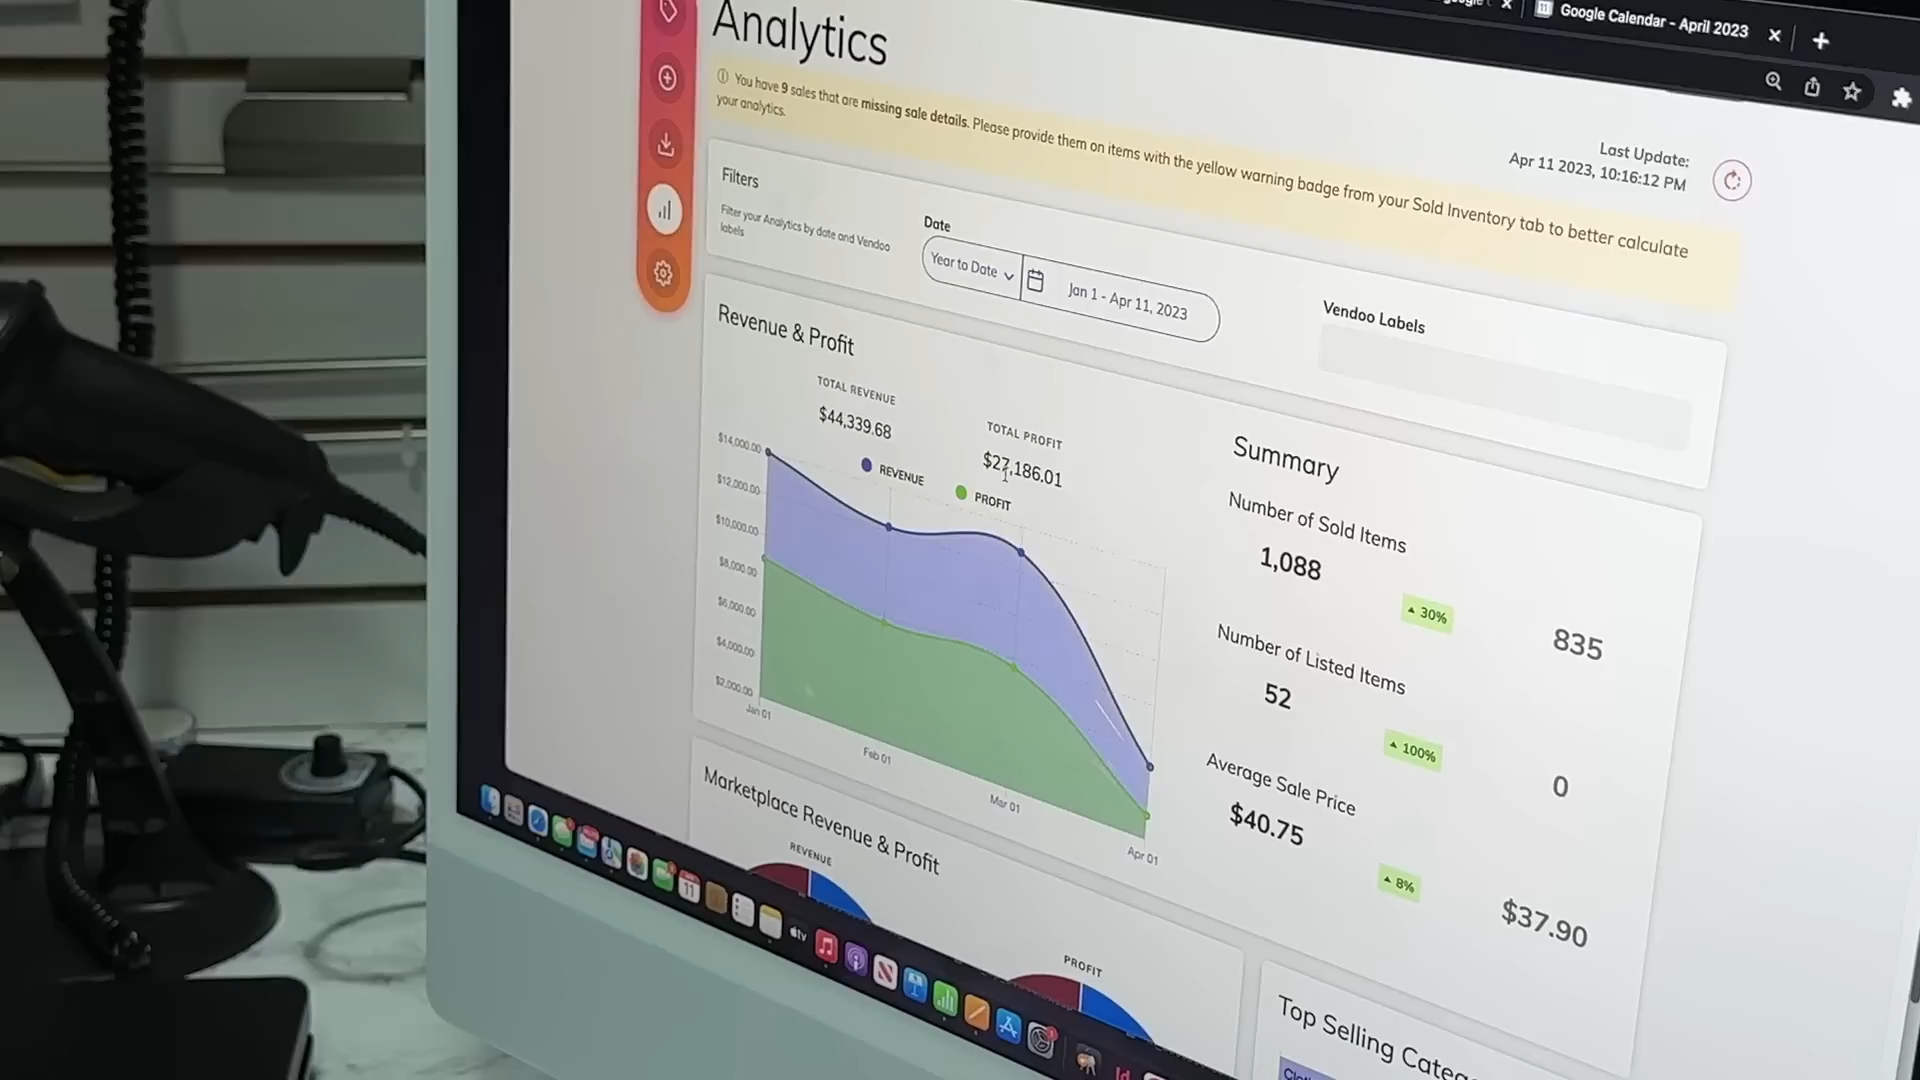 Google Calendar - April 2023
Analytics
You have 9 sales that are missing sale details. Please provide them on items with the yellow warning badge from your Sold Inventory tab to better calculate
your analytics.
Last Update:
Apr 11 2023, 10:16:12 PM
Filters
Filter your Analytics by date and Vendoo
labels
Date
Year to Date
Jan 1 - Apr 11, 2023
Vendoo Labels
Revenue & Profit
TOTAL REVENUE
$44,339.68
TOTAL PROFIT
$27,186.01
REVENUE
PROFIT
$14,000.00
$12,000.00
$10,000.00
$8,000.00
$6,000.00
$4,000.00
$2,000.00
Jan 01
Feb 01
Mar 01
Apr 01
Summary
Number of Sold Items
1,088
30%
835
Number of Listed Items
52
100%
0
Average Sale Price
$40.75
8%
$37.90
Marketplace Revenue & Profit
REVENUE
PROFIT
Top Selling Categ
11
tv
Id